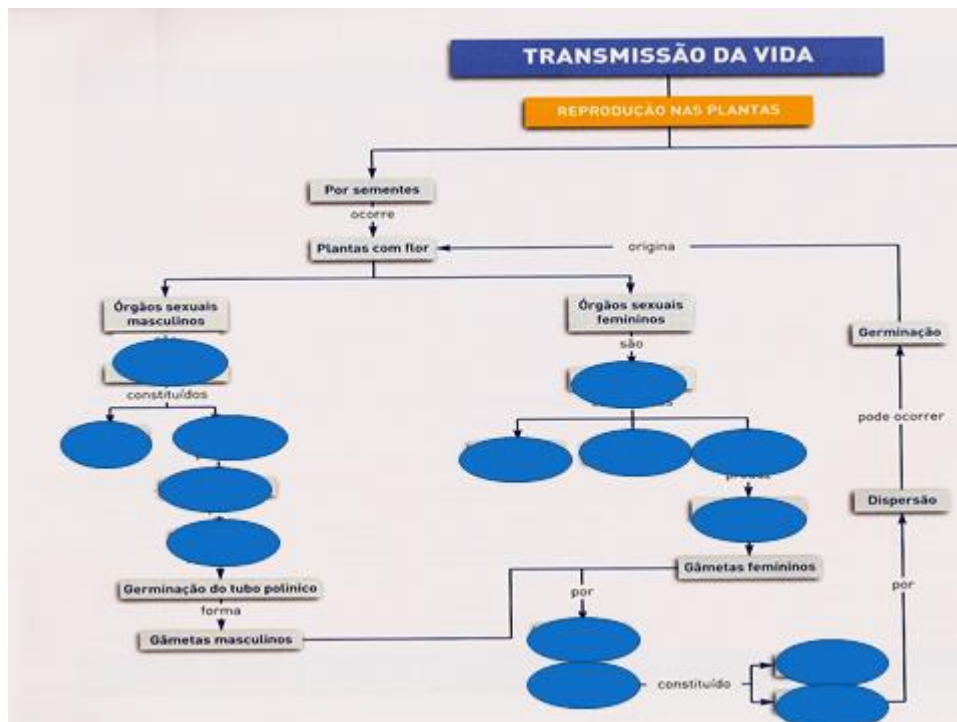 TRANSMISSÃO DA VIDA
REPRODUÇÃO NAS PLANTAS
Por sementes
ocorre
Plantas com flor
origina
Órgãos sexuais
masculinos
Órgãos sexuais
femininos
Germinação
são
constituídos
pode ocorrer
Dispersão
Gâmetas femininos
Germinação do tubo polínico
por
por
forma
Gâmetas masculinos
constituído